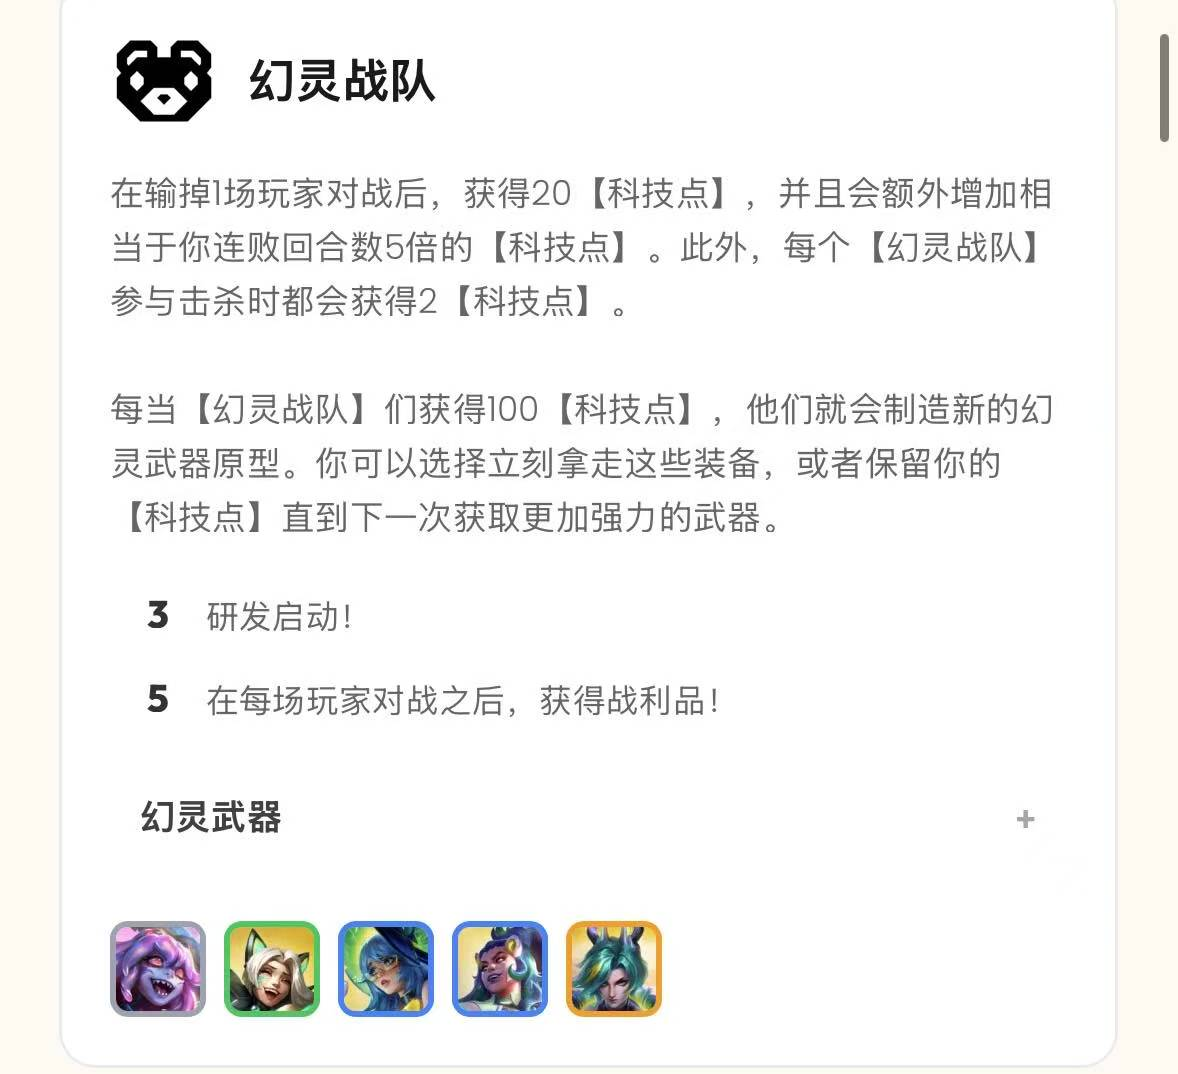 幻灵战队
在输掉1场玩家对战后，获得20【科技点】，并且会额外增加相
当于你连败回合数5倍的【科技点】。此外，每个【幻灵战队】
参与击杀时都会获得2【科技点】。
每当【幻灵战队】们获得100【科技点】，他们就会制造新的幻
灵武器原型。你可以选择立刻拿走这些装备，或者保留你的
【科技点】直到下一次获取更加强力的武器。
3 研发启动！
5 在每场玩家对战之后，获得战利品！
幻灵武器 +